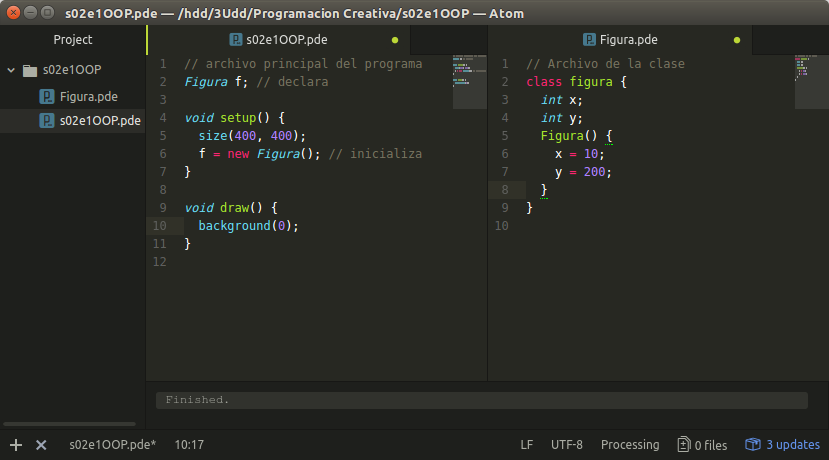 s02e1OOP.pde — /hdd/3Udd/Programacion Creativa/s02e1OOP — Atom
Project
s02e1OOP
Figura.pde
s02e1OOP.pde
s02e1OOP.pde
1 // archivo principal del programa
2 Figura f; // declara
3
4 void setup() {
5 size(400, 400);
6 f = new Figura(); // inicializa
7 }
8
9 void draw() {
10 background(0);
11 }
12
Figura.pde
1 // Archivo de la clase
2 class figura {
3 int x;
4 int y;
5 Figura() {
6 x = 10;
7 y = 200;
8 }
9 }
10
Finished.
s02e1OOP.pde* 10:17 LF UTF-8 Processing 0 files 3 updates